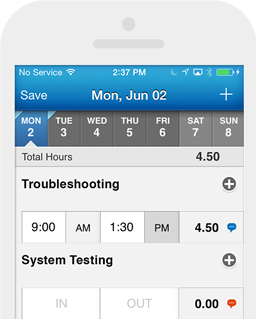 No Service 2:37 PM
Save Mon, Jun 02 +
MON TUE WED THU FRI SAT SUN
2 3 4 5 6 7 8
Total Hours 4.50
Troubleshooting
9:00 AM 1:30 PM 4.50
System Testing
IN OUT 0.00